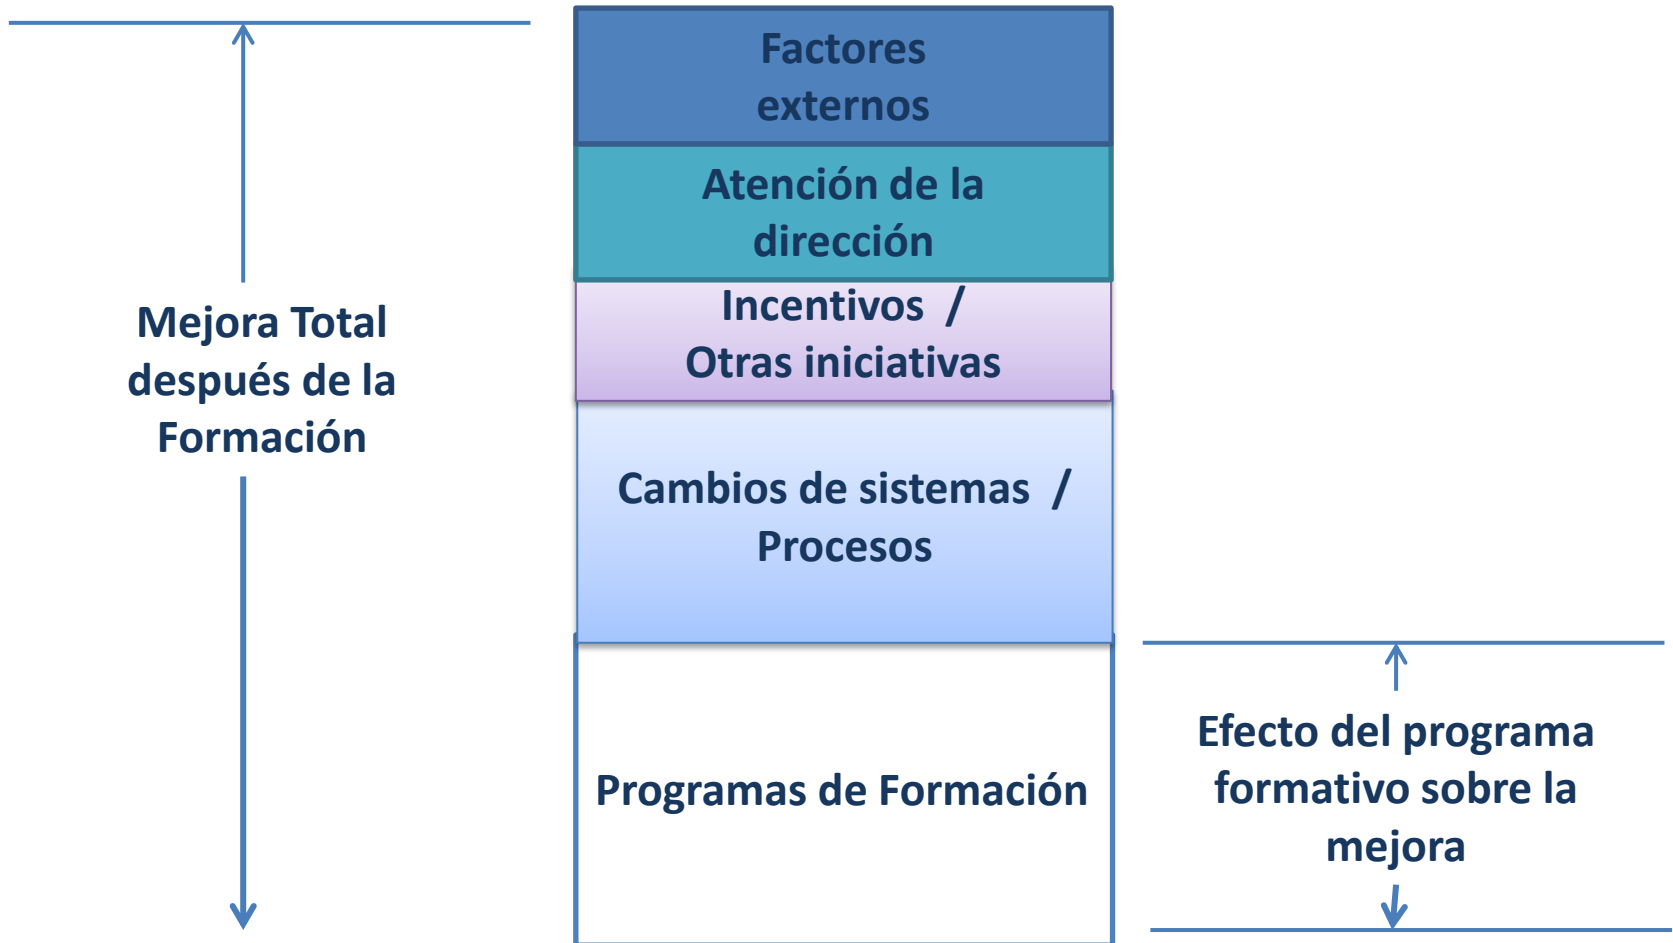 Factores
externos
Atención de la
dirección
Incentivos /
Otras iniciativas
Mejora Total
después de la
Formación
Cambios de sistemas /
Procesos
Programas de Formación
Efecto del programa
formativo sobre la
mejora